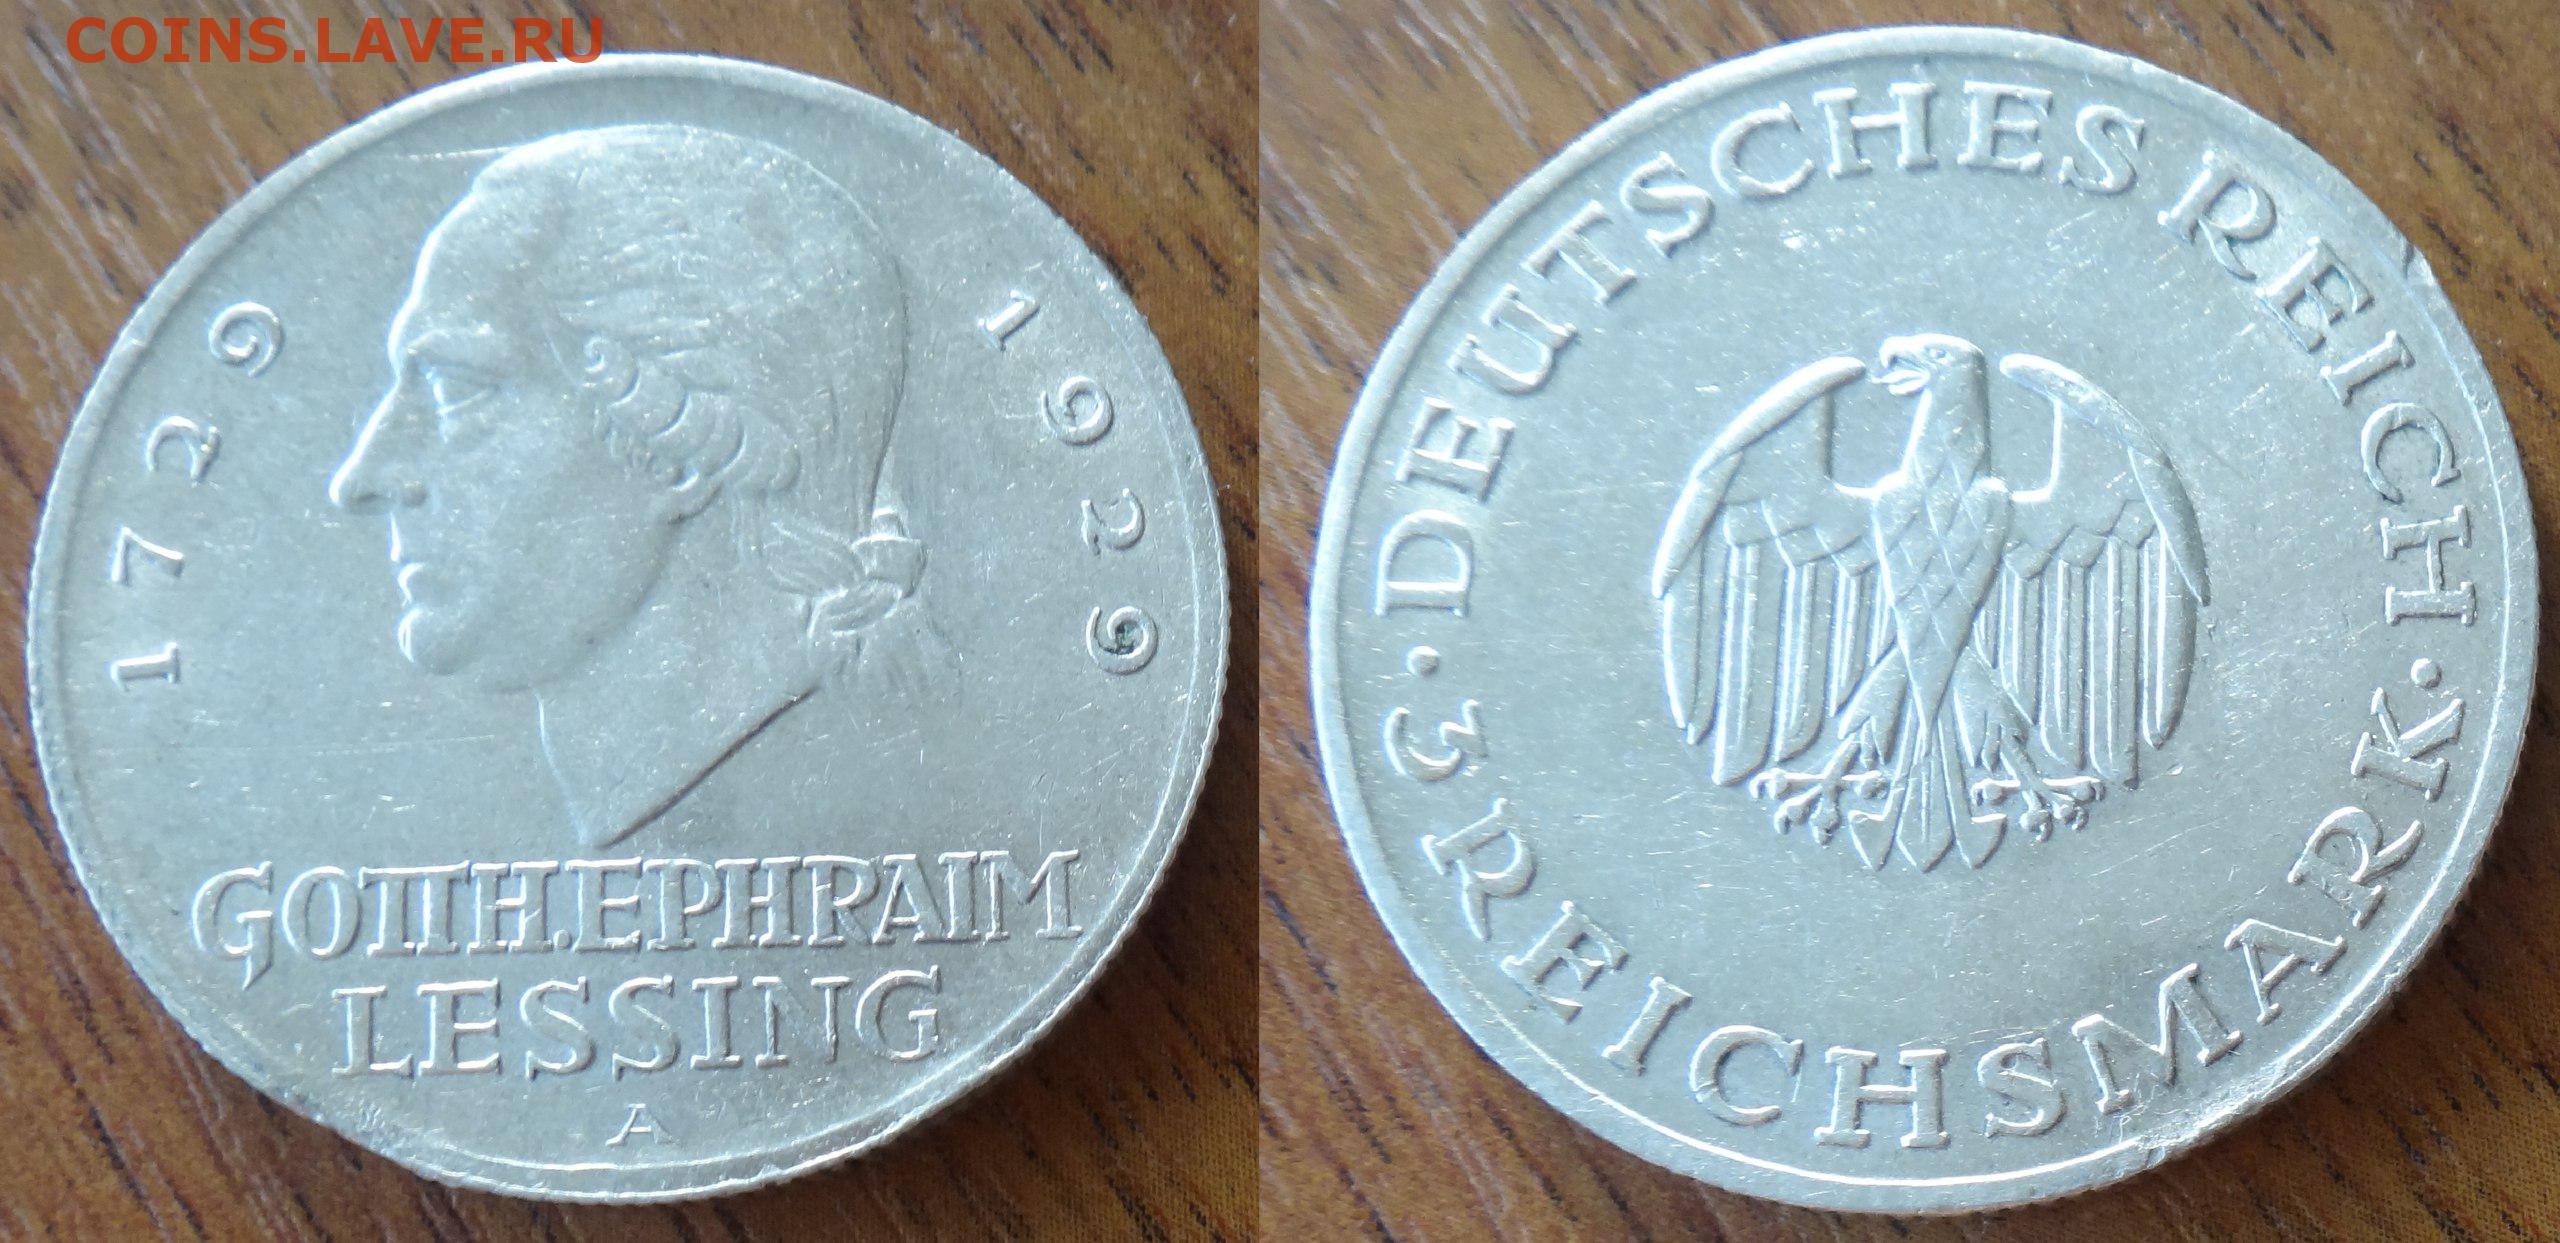 COINS.LAVE.RU
1729
1929
GOTTH.EPHRAIM
LESSING
A
DEUTSCHES REICH
· 3 REICHSMARK ·